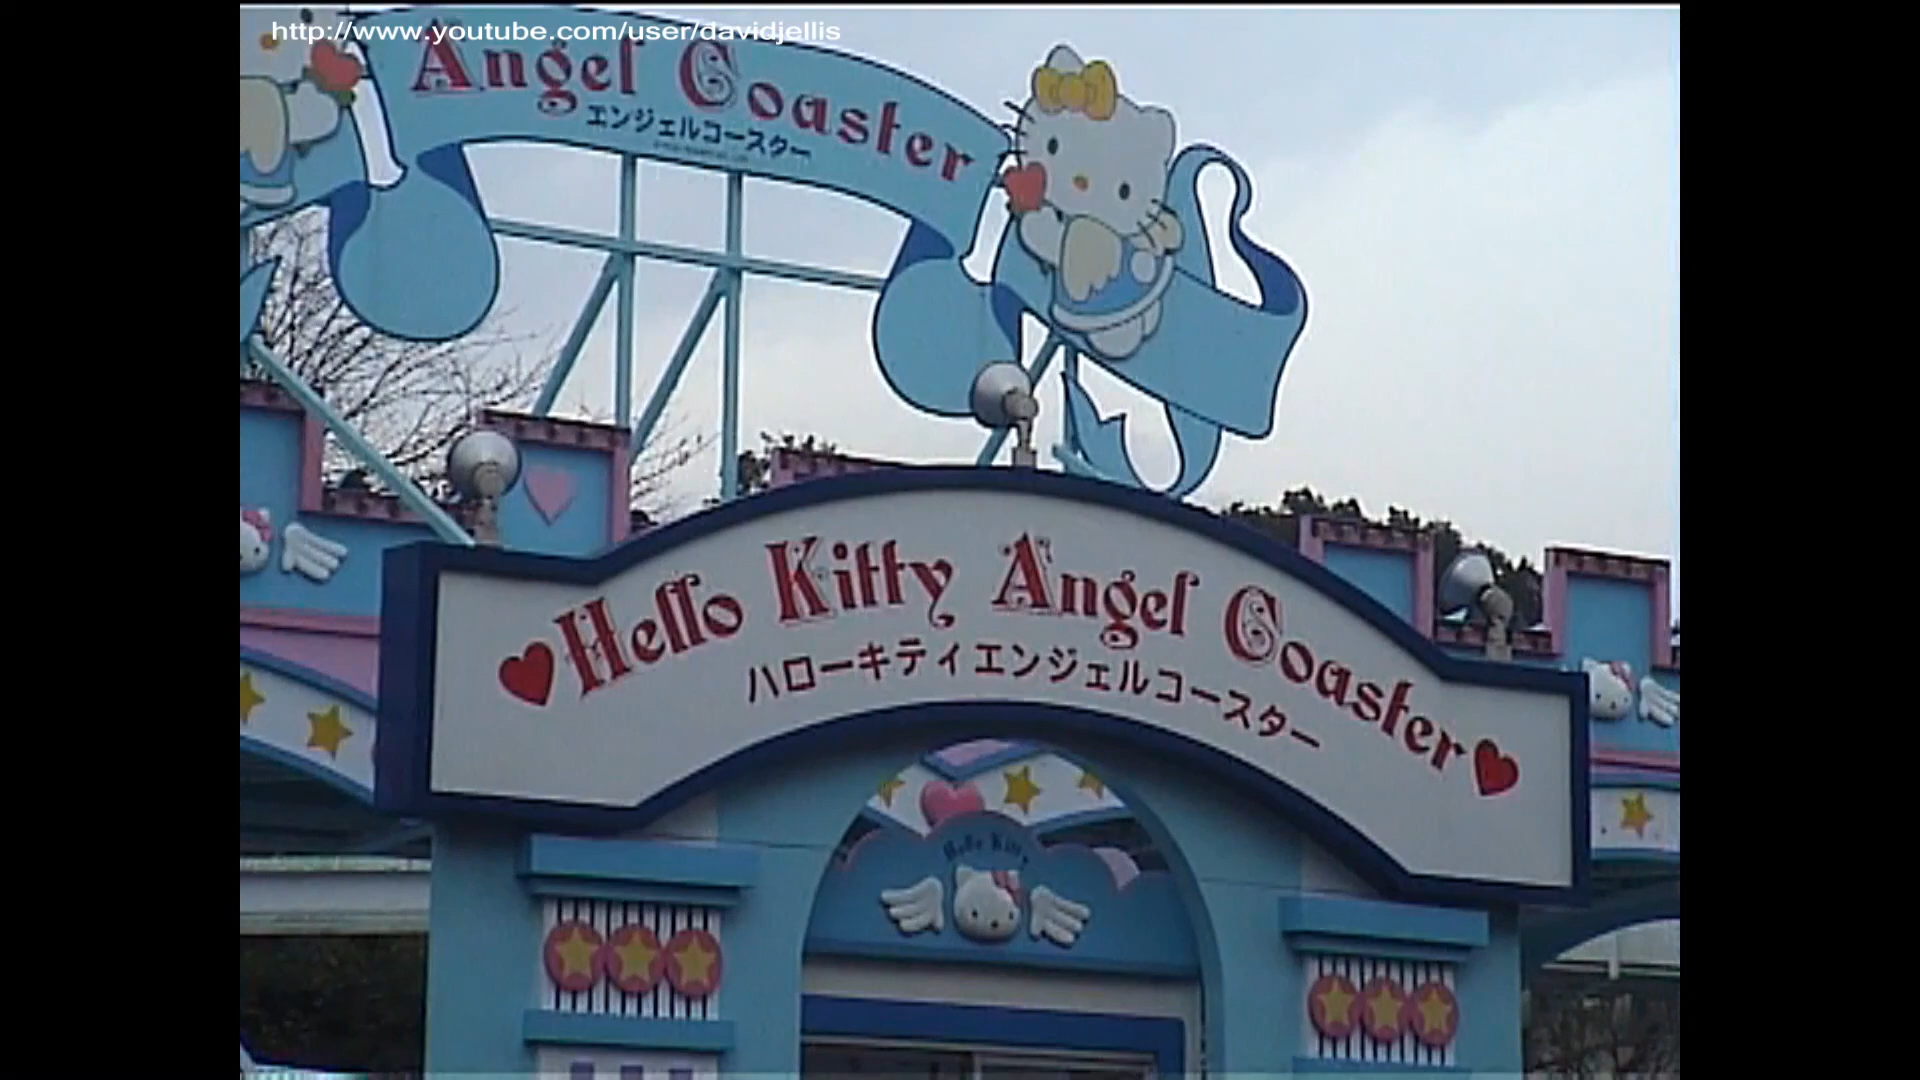 http://www.youtube.com/user/davidjellis
Angel Coaster
エンジェルコースター
Hello Kitty Angel Coaster
ハローキティエンジェルコースター
Hello Kitty